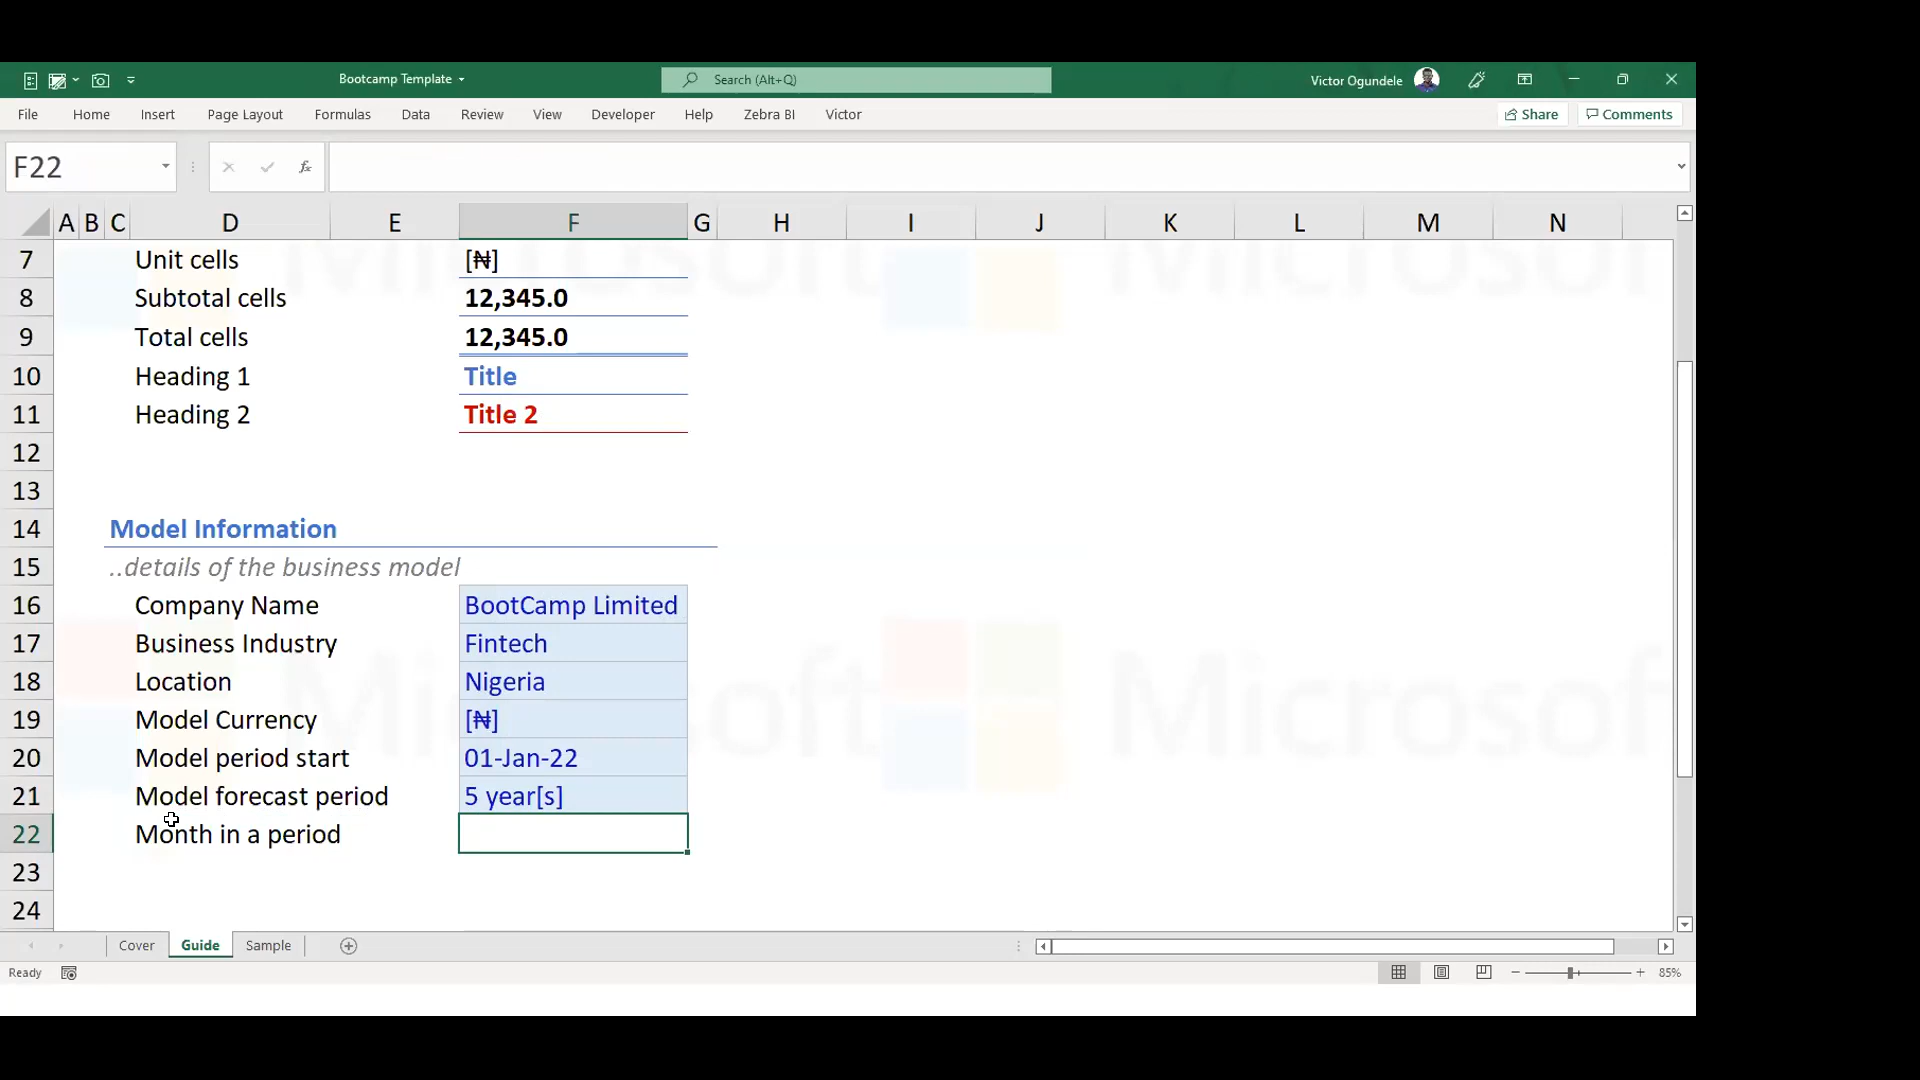 Bootcamp Template
Search (Alt+Q)
Victor Ogundele
File Home Insert Page Layout Formulas Data Review View Developer Help Zebra BI Victor Share Comments
F22 fx
A B C D E F G H I J K L M N
7 Unit cells [₦]
8 Subtotal cells 12,345.0
9 Total cells 12,345.0
10 Heading 1 Title
11 Heading 2 Title 2
12
13
14 Model Information
15 ..details of the business model
16 Company Name BootCamp Limited
17 Business Industry Fintech
18 Location Nigeria
19 Model Currency [₦]
20 Model period start 01-Jan-22
21 Model forecast period 5 year[s]
22 Month in a period
23
24
Microsoft Microsoft
Microsoft Microsoft
Cover Guide Sample
Ready 85%